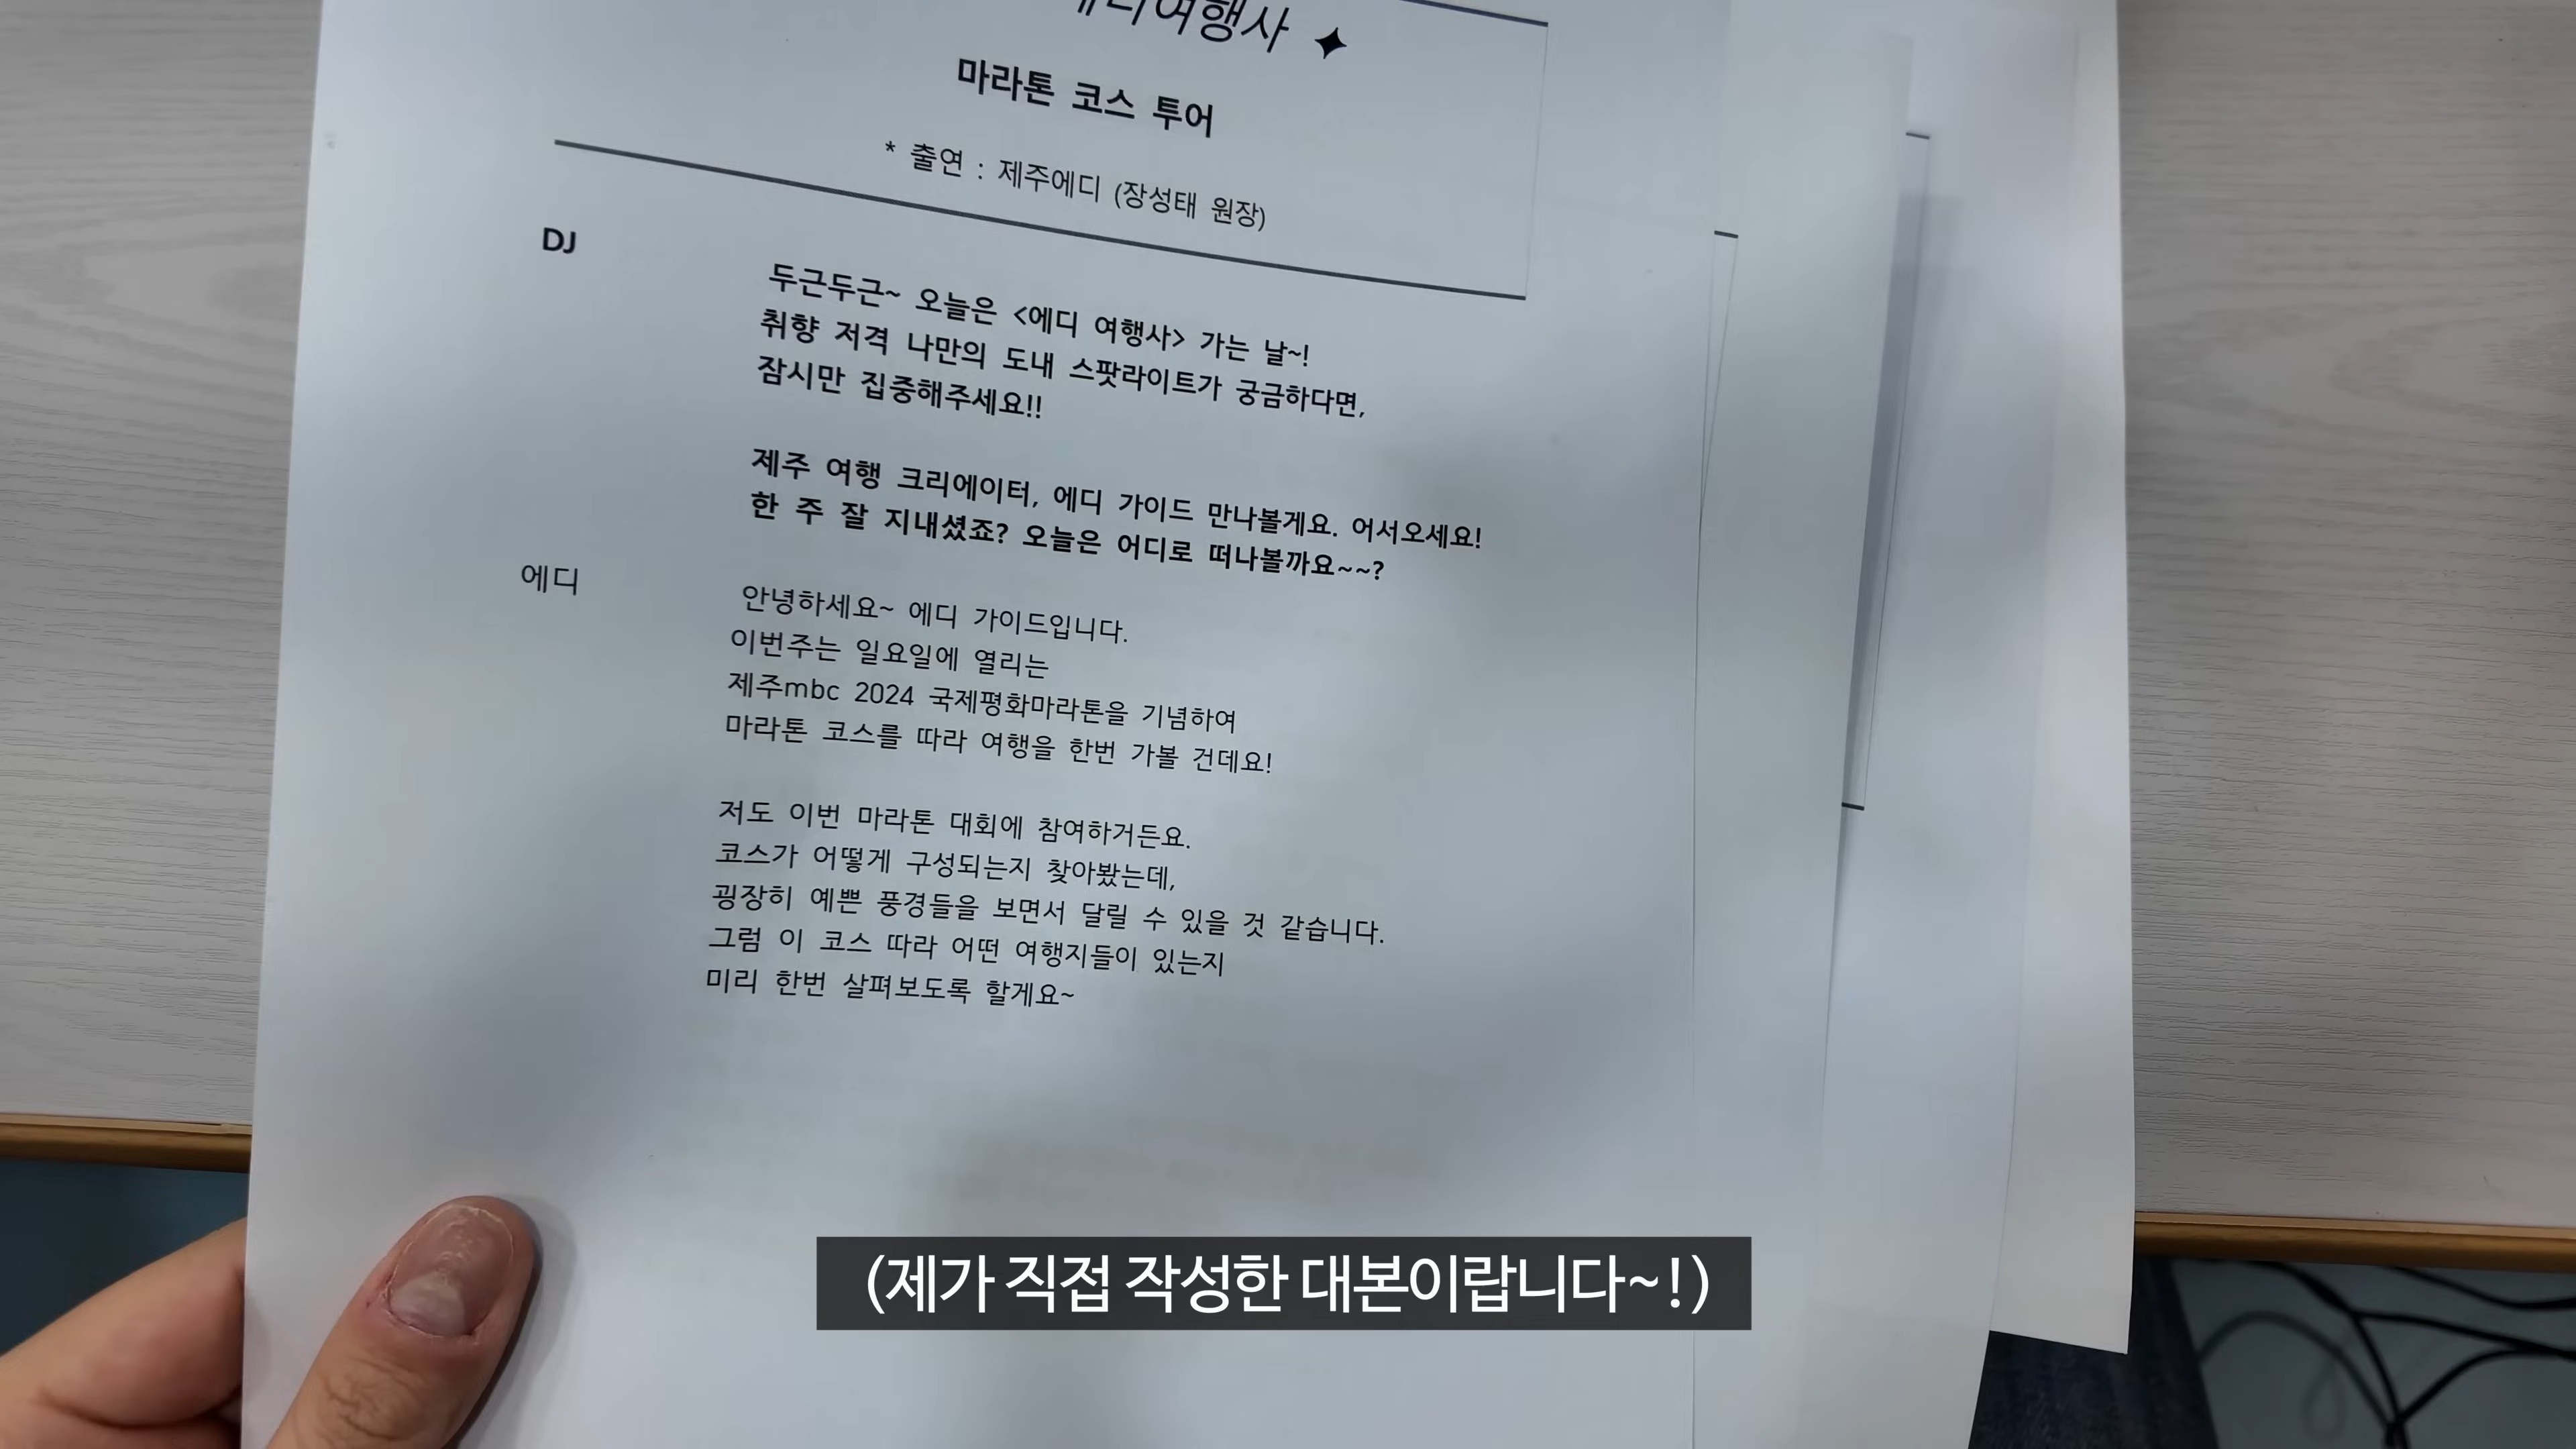 에디여행사 ✦
마라톤 코스 투어
* 출연 : 제주에디 (장성태 원장)
DJ
두근두근~ 오늘은 <에디 여행사> 가는 날~!
취향 저격 나만의 도내 스팟라이트가 궁금하다면,
잠시만 집중해주세요!!
제주 여행 크리에이터, 에디 가이드 만나볼게요. 어서오세요!
한 주 잘 지내셨죠? 오늘은 어디로 떠나볼까요~~?
에디
안녕하세요~ 에디 가이드입니다.
이번주는 일요일에 열리는
제주mbc 2024 국제평화마라톤을 기념하여
마라톤 코스를 따라 여행을 한번 가볼 건데요!
저도 이번 마라톤 대회에 참여하거든요.
코스가 어떻게 구성되는지 찾아봤는데,
굉장히 예쁜 풍경들을 보면서 달릴 수 있을 것 같습니다.
그럼 이 코스 따라 어떤 여행지들이 있는지
미리 한번 살펴보도록 할게요~
(제가 직접 작성한 대본이랍니다~!)